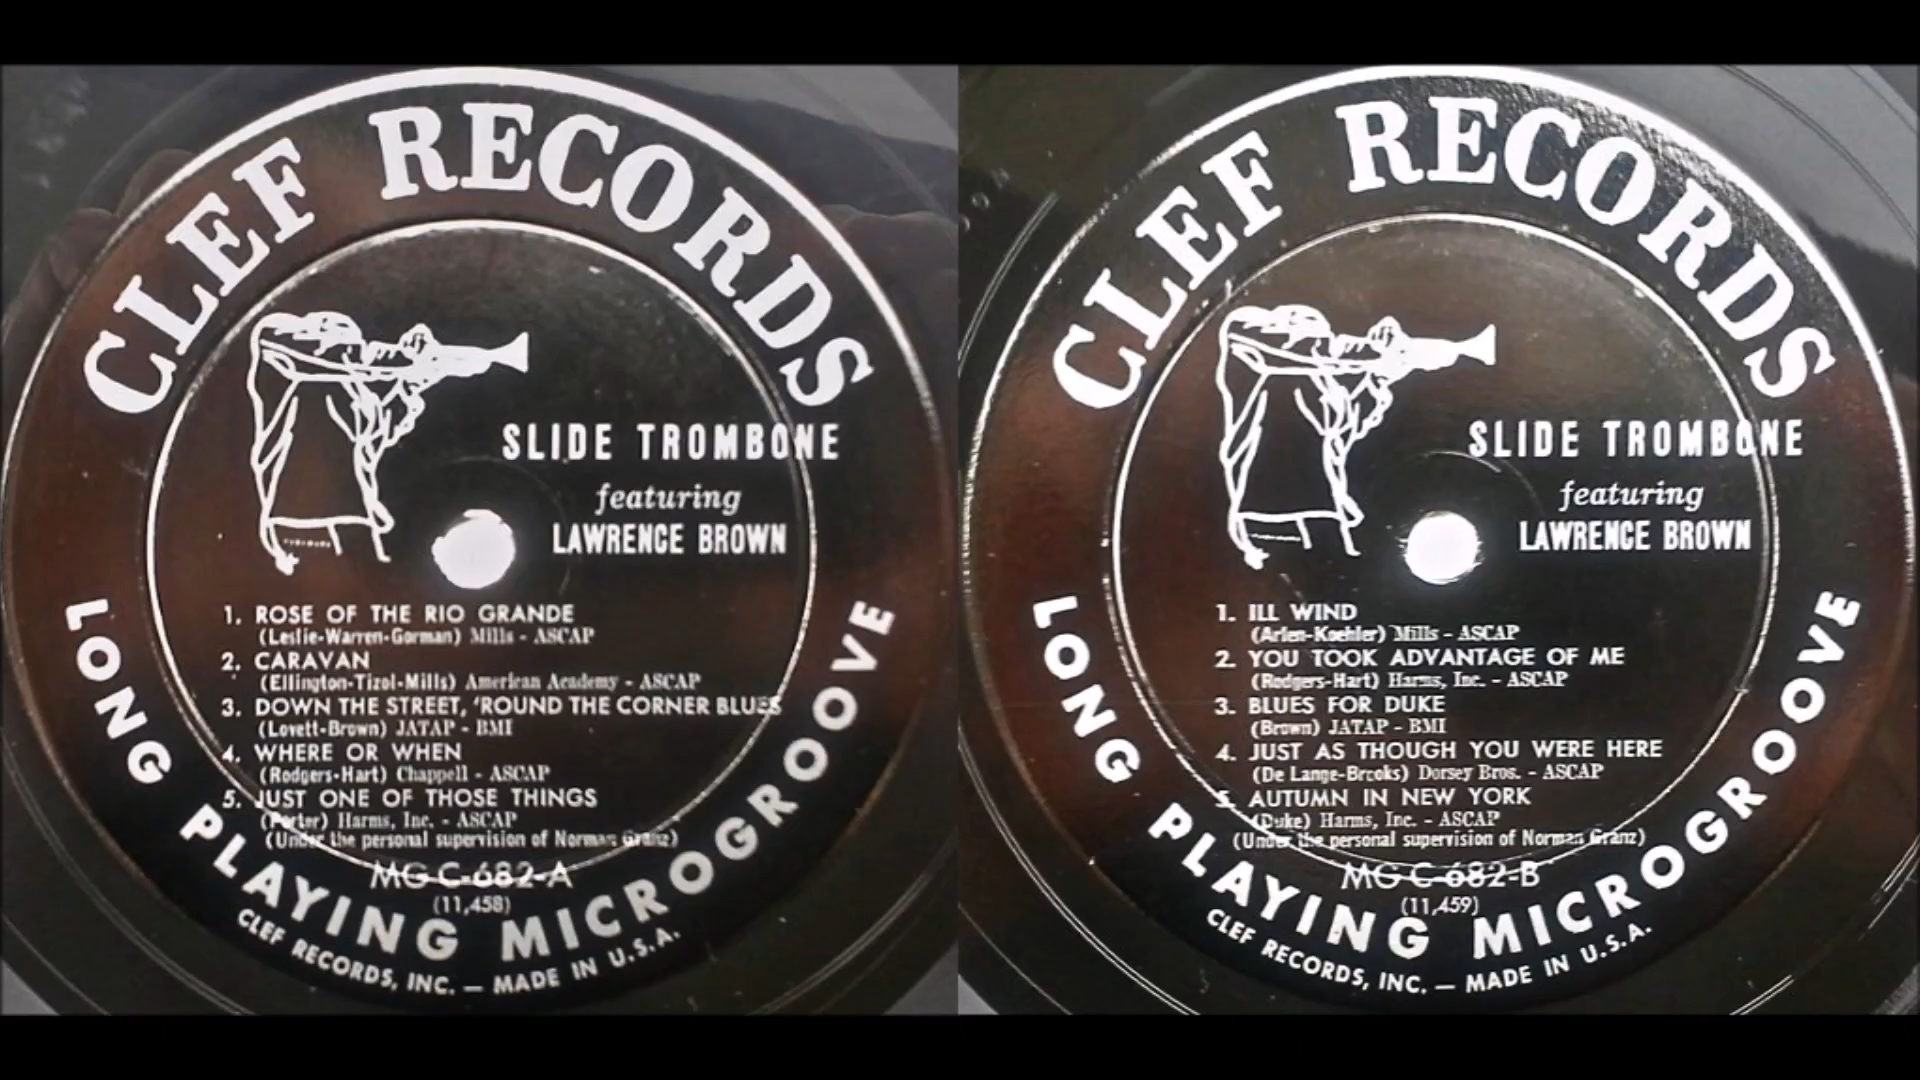 CLEF RECORDS
SLIDE TROMBONE
featuring
LAWRENCE BROWN
1. ROSE OF THE RIO GRANDE
(Leslie-Warren-Gorman) Mills - ASCAP
2. CARAVAN
(Ellington-Tizol-Mills) American Academy - ASCAP
3. DOWN THE STREET, 'ROUND THE CORNER BLUES
(Lovett-Brown) JATAP - BMI
4. WHERE OR WHEN
(Rodgers-Hart) Chappell - ASCAP
5. JUST ONE OF THOSE THINGS
(Porter) Harms, Inc. - ASCAP
(Under the personal supervision of Norman Granz)
MG C-682-A
(11,458)
LONG PLAYING MICROGROOVE
CLEF RECORDS, INC. — MADE IN U.S.A.
CLEF RECORDS
SLIDE TROMBONE
featuring
LAWRENCE BROWN
1. ILL WIND
(Arlen-Koehler) Mills - ASCAP
2. YOU TOOK ADVANTAGE OF ME
(Rodgers-Hart) Harms, Inc. - ASCAP
3. BLUES FOR DUKE
(Brown) JATAP - BMI
4. JUST AS THOUGH YOU WERE HERE
(De Lange-Brooks) Dorsey Bros. - ASCAP
5. AUTUMN IN NEW YORK
(Duke) Harms, Inc. - ASCAP
(Under the personal supervision of Norman Granz)
MG C-682-B
(11,459)
LONG PLAYING MICROGROOVE
CLEF RECORDS, INC. — MADE IN U.S.A.